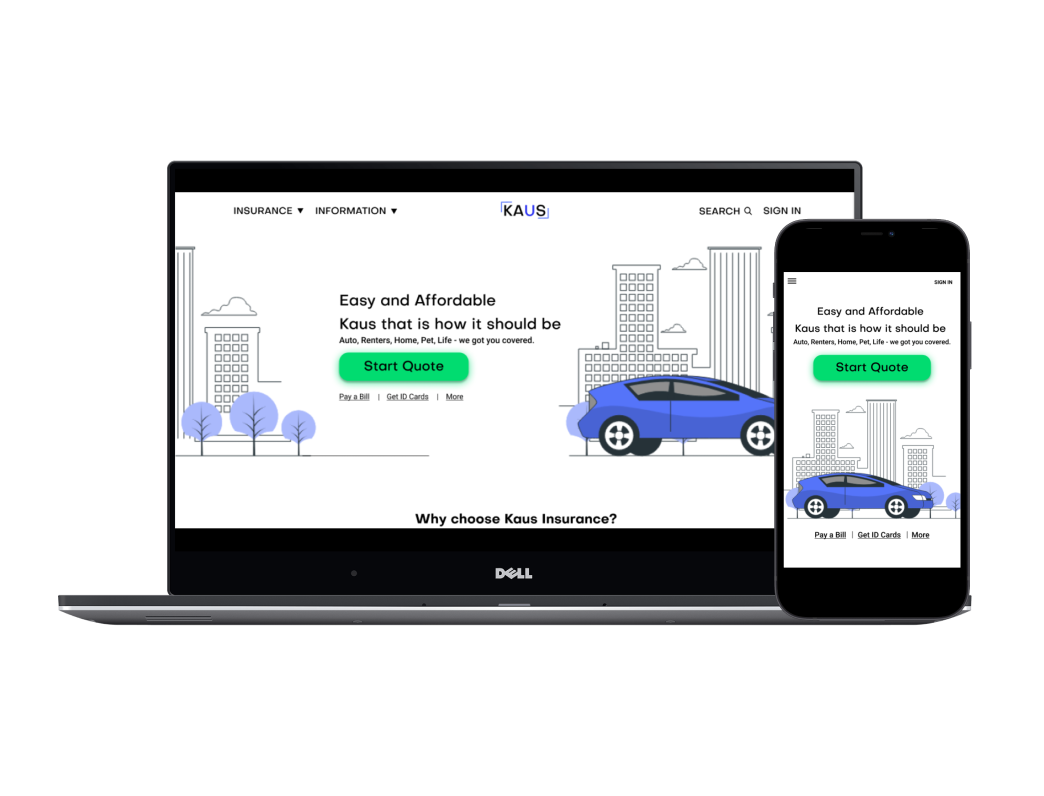 INSURANCE ▼ INFORMATION ▼ KAUS SEARCH SIGN IN
Easy and Affordable
Kaus that is how it should be
Auto, Renters, Home, Pet, Life - we got you covered.
Start Quote
Pay a Bill | Get ID Cards | More
Why choose Kaus Insurance?
DELL
SIGN IN
Easy and Affordable
Kaus that is how it should be
Auto, Renters, Home, Pet, Life - we got you covered.
Start Quote
Pay a Bill | Get ID Cards | More